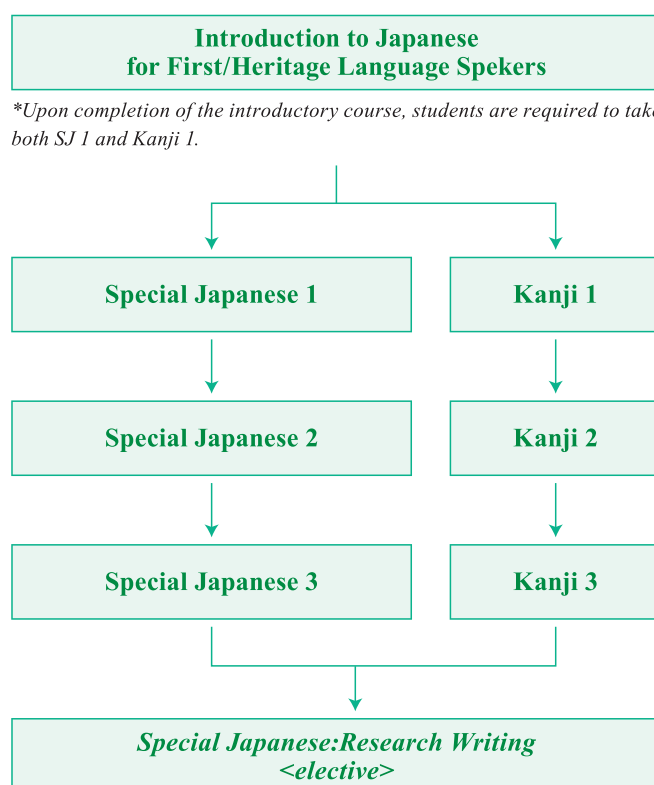 Introduction to Japanese
for First/Heritage Language Spekers
*Upon completion of the introductory course, students are required to take
both SJ 1 and Kanji 1.
Special Japanese 1
Kanji 1
Special Japanese 2
Kanji 2
Special Japanese 3
Kanji 3
Special Japanese:Research Writing
<elective>